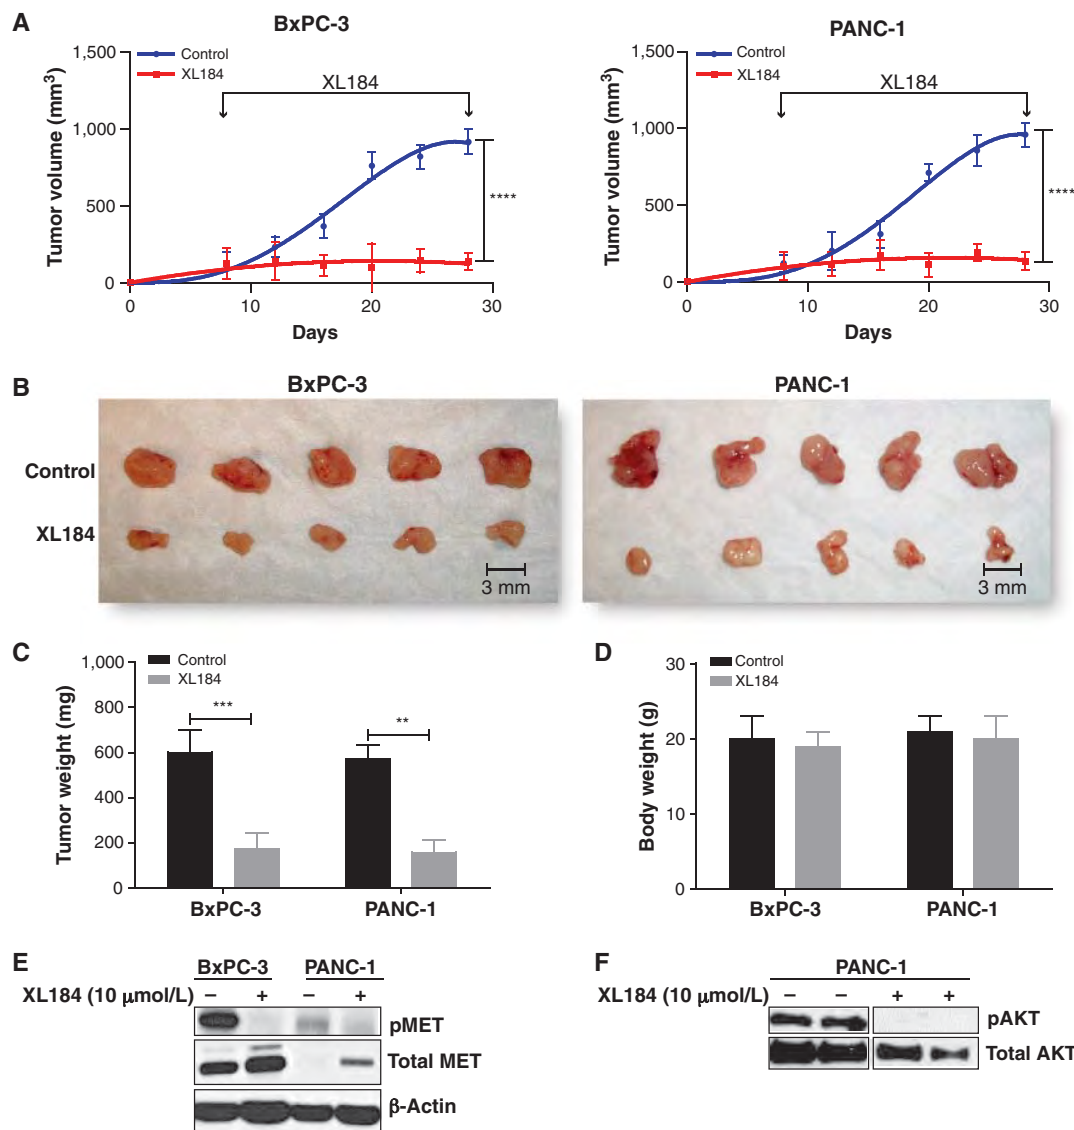 A
BxPC-3
Tumor volume (mm³)
1,500
1,000
500
0
Control
XL184
XL184
****
0 10 20 30
Days
PANC-1
Tumor volume (mm³)
1,500
1,000
500
0
Control
XL184
XL184
****
0 10 20 30
Days
B
BxPC-3 PANC-1
Control
XL184
3 mm 3 mm
C
Tumor weight (mg)
1,000
800
600
400
200
0
Control
XL184
*** **
BxPC-3 PANC-1
D
Body weight (g)
30
20
10
0
Control
XL184
BxPC-3 PANC-1
E
BxPC-3 PANC-1
XL184 (10 μmol/L) – + – +
pMET
Total MET
β-Actin
F
PANC-1
XL184 (10 μmol/L) – – + +
pAKT
Total AKT